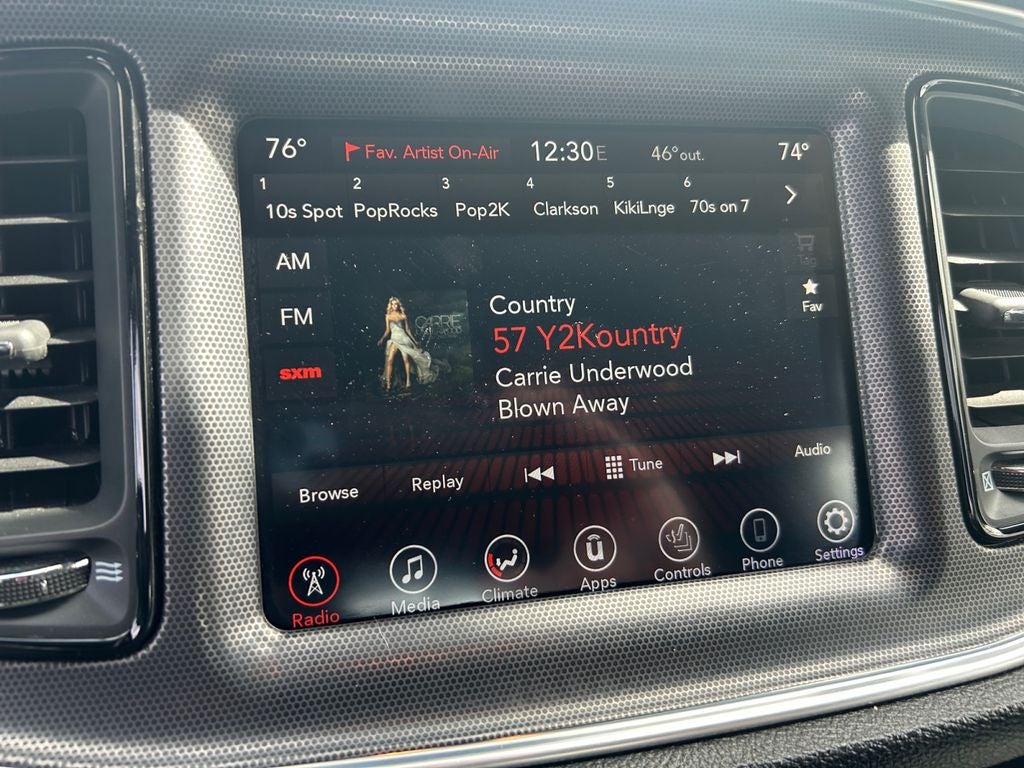 76° Fav. Artist On-Air 12:30E 46°out. 74°
1 2 3 4 5 6
10s Spot PopRocks Pop2K Clarkson KikiLnge 70s on 7
AM
FM
sxm
Tag
Fav
CARRIE
Country
57 Y2Kountry
Carrie Underwood
Blown Away
Browse Replay Tune Audio
Radio Media Climate Apps Controls Phone Settings